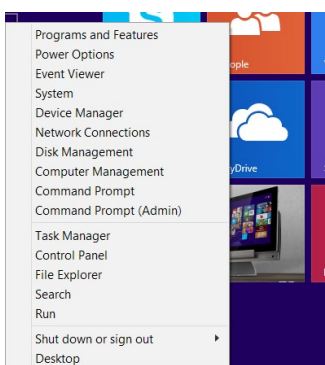 Programs and Features
Power Options
Event Viewer
System
Device Manager
Network Connections
Disk Management
Computer Management
Command Prompt
Command Prompt (Admin)
Task Manager
Control Panel
File Explorer
Search
Run
Shut down or sign out
Desktop
ople
yDrive